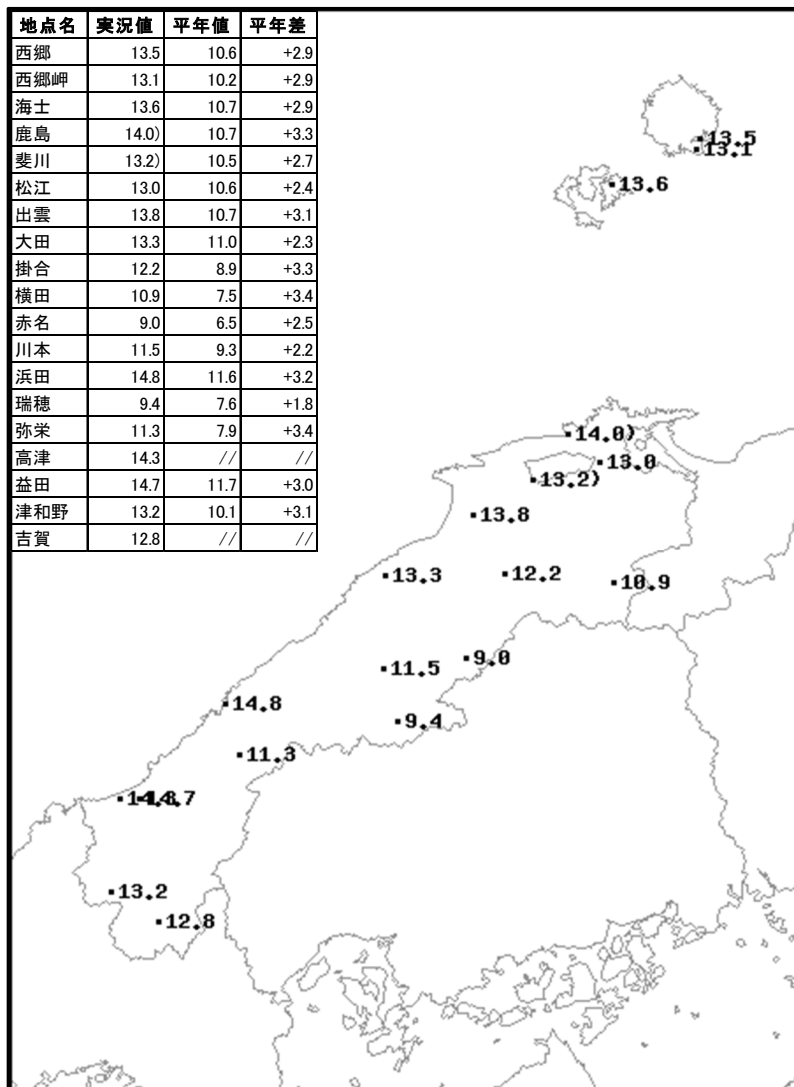 地点名 実況値 平年値 平年差
西郷 13.5 10.6 +2.9
西郷岬 13.1 10.2 +2.9
海士 13.6 10.7 +2.9
鹿島 14.0) 10.7 +3.3
斐川 13.2) 10.5 +2.7
松江 13.0 10.6 +2.4
出雲 13.8 10.7 +3.1
大田 13.3 11.0 +2.3
掛合 12.2 8.9 +3.3
横田 10.9 7.5 +3.4
赤名 9.0 6.5 +2.5
川本 11.5 9.3 +2.2
浜田 14.8 11.6 +3.2
瑞穂 9.4 7.6 +1.8
弥栄 11.3 7.9 +3.4
高津 14.3 // //
益田 14.7 11.7 +3.0
津和野 13.2 10.1 +3.1
吉賀 12.8 // //
13.5
13.1
13.6
14.0)
13.0
13.2)
13.8
13.3
12.2
10.9
9.0
11.5
14.8
9.4
11.3
13.2
12.8